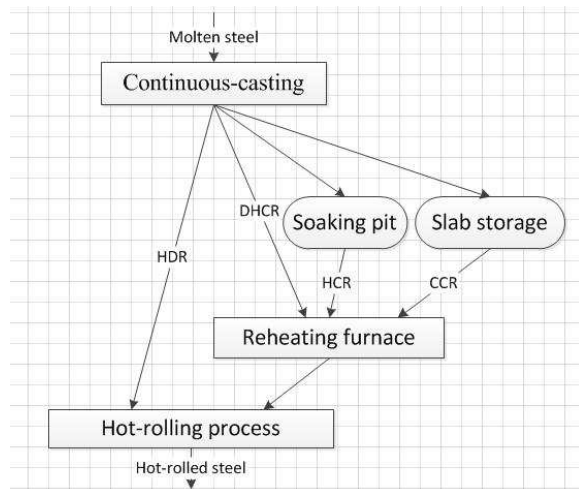 Molten steel
Continuous-casting
DHCR
Soaking pit
Slab storage
HDR
HCR
CCR
Reheating furnace
Hot-rolling process
Hot-rolled steel